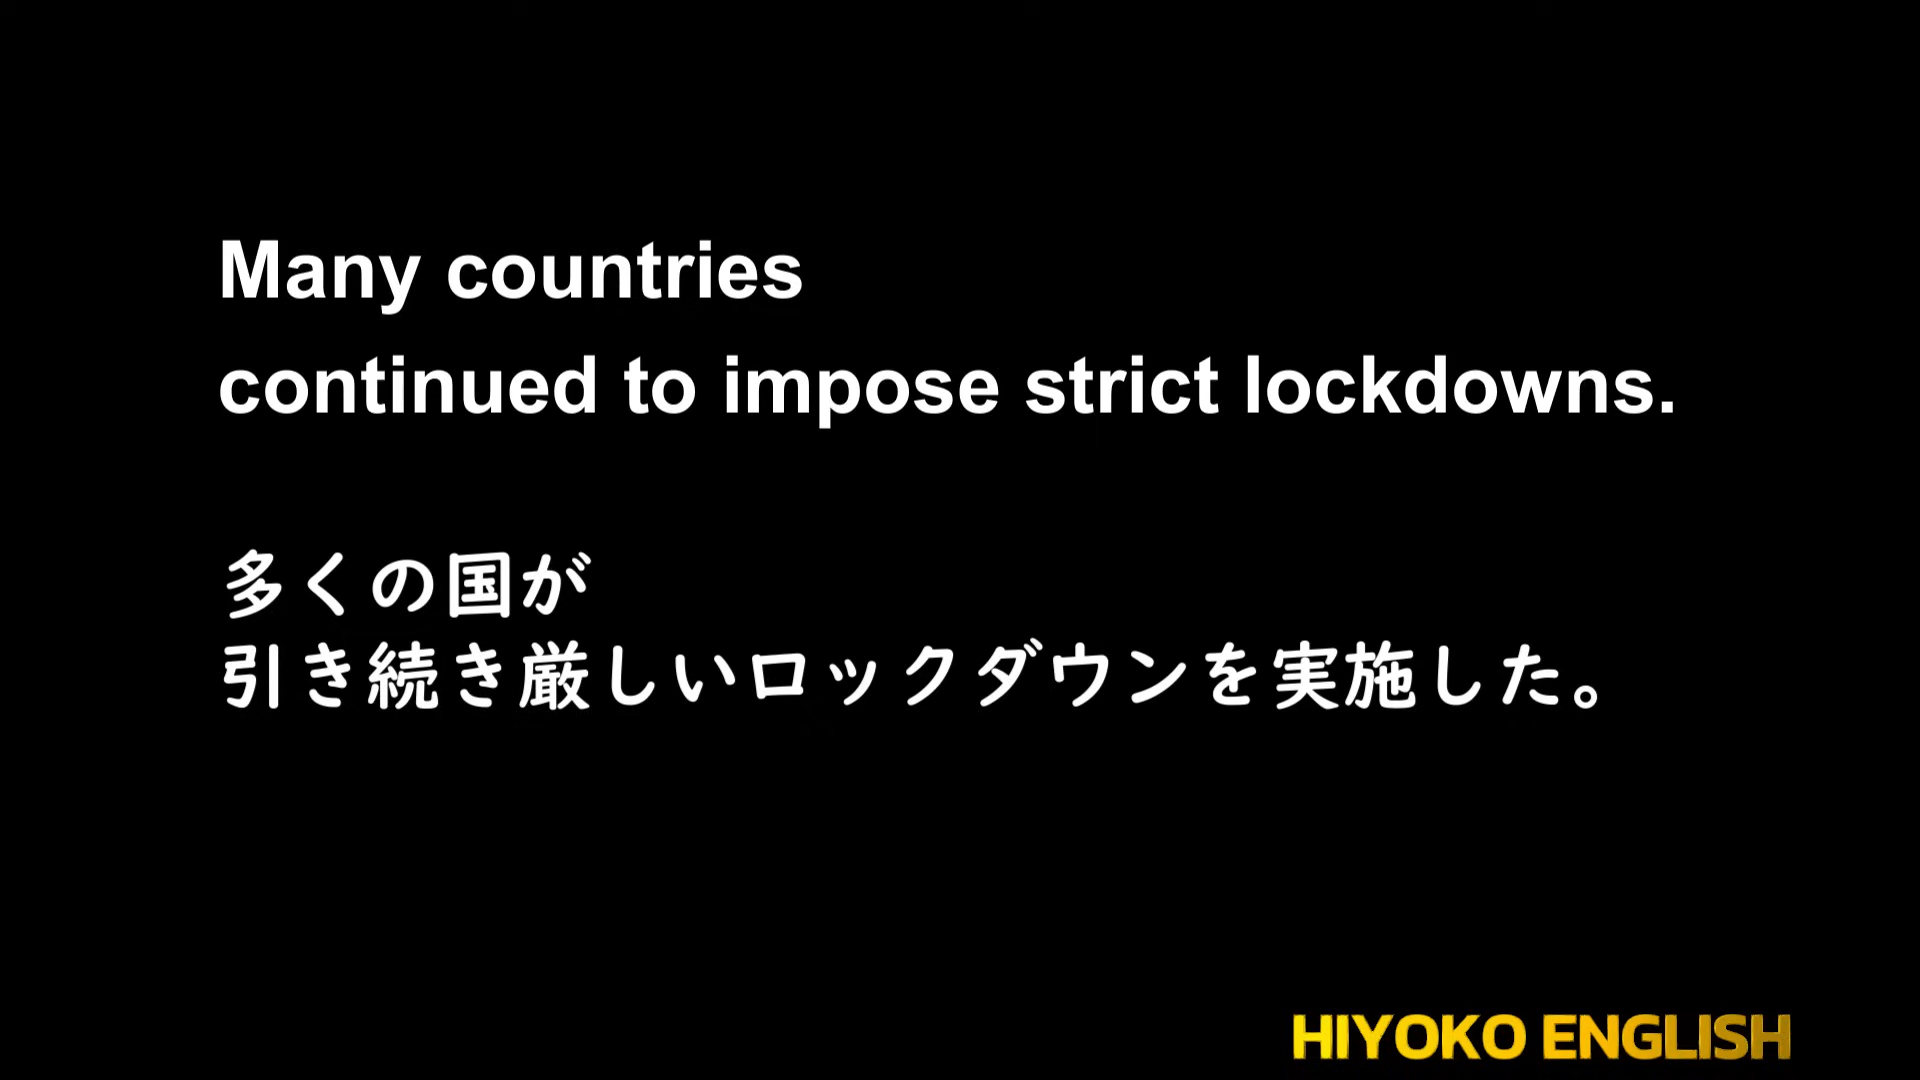 Many countries
continued to impose strict lockdowns.
多くの国が
引き続き厳しいロックダウンを実施した。
HIYOKO ENGLISH